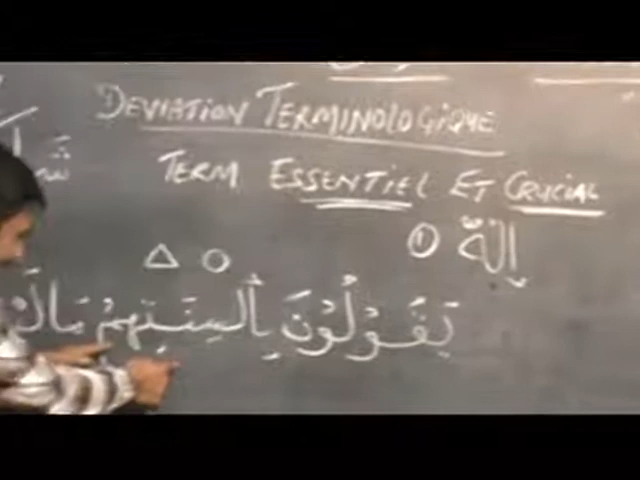 DEVIATION TERMINOLOGIQUE
TERM ESSENTIEL ET CRUCIAL
① إِلَٰهٌ
يَقُولُونَ بِأَلْسِنَتِهِمْ مَا